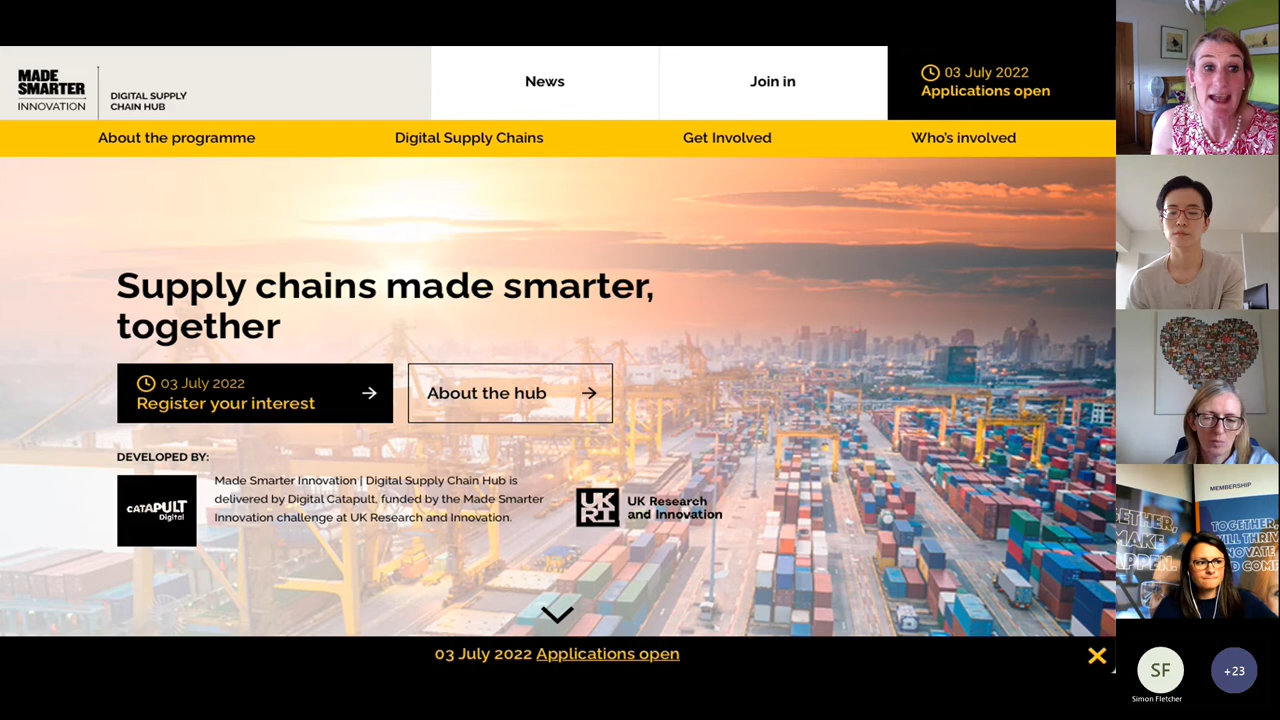 MADE
SMARTER
INNOVATION
DIGITAL SUPPLY
CHAIN HUB
News
Join in
03 July 2022
Applications open
About the programme
Digital Supply Chains
Get Involved
Who's involved
Supply chains made smarter,
together
03 July 2022
Register your interest
About the hub
DEVELOPED BY:
CATAPULT
Digital
Made Smarter Innovation | Digital Supply Chain Hub is
delivered by Digital Catapult, funded by the Made Smarter
Innovation challenge at UK Research and Innovation.
UK
RI
UK Research
and Innovation
03 July 2022 Applications open
MEMBERSHIP
MAKE
TOGETHER,
SF
Simon Fletcher
+23